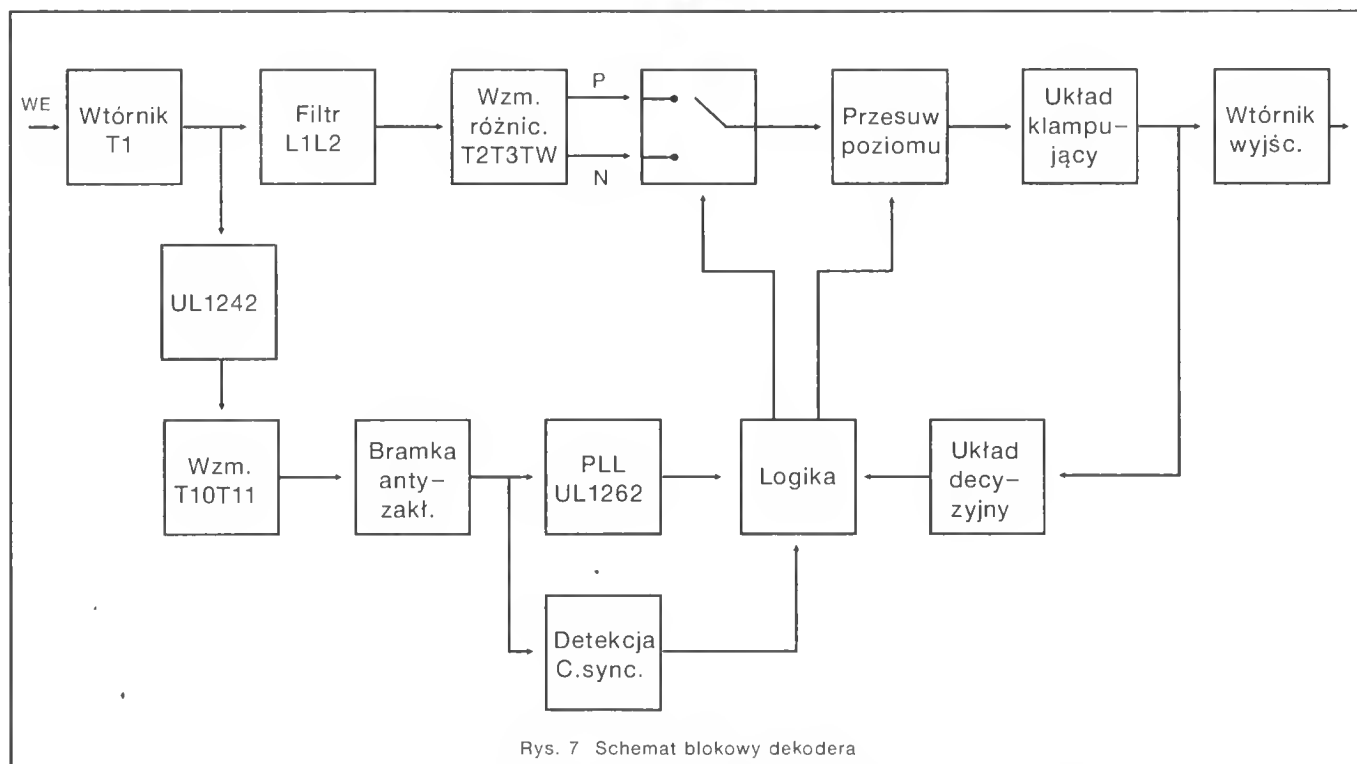 WE
Wtórnik
T1
Filtr
L1L2
Wzm.
różnic.
T2T3TW
P
N
Przesuw
poziomu
Układ
klampu-
jący
Wtórnik
wyjśc.
UL1242
Wzm.
T10T11
Bramka
anty-
zakł.
PLL
UL1262
Logika
Układ
decy-
zyjny
Detekcja
C.sync.
Rys. 7 Schemat blokowy dekodera